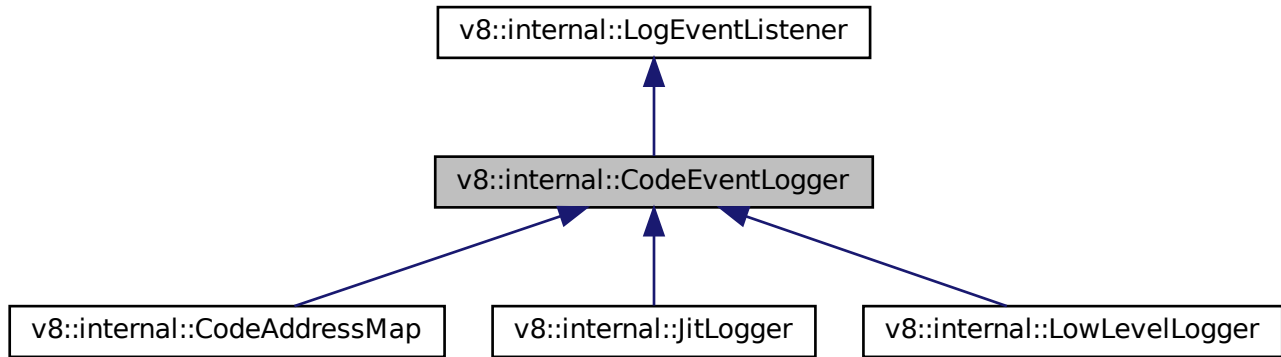 v8::internal::LogEventListener
v8::internal::CodeEventLogger
v8::internal::CodeAddressMap
v8::internal::JitLogger
v8::internal::LowLevelLogger